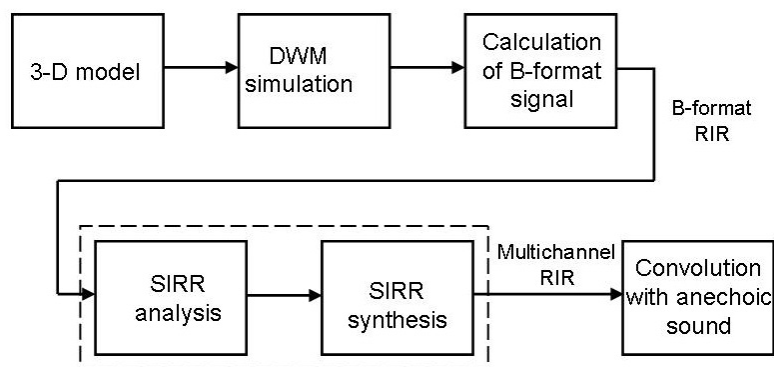 3-D model
DWM
simulation
Calculation
of B-format
signal
B-format
RIR
SIRR
analysis
SIRR
synthesis
Multichannel
RIR
Convolution
with anechoic
sound